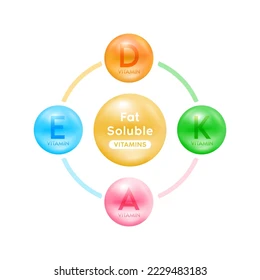 D
VITAMIN
E
VITAMIN
Fat
Soluble
VITAMINS
K
VITAMIN
A
VITAMIN
shutterstock.com · 2229483183